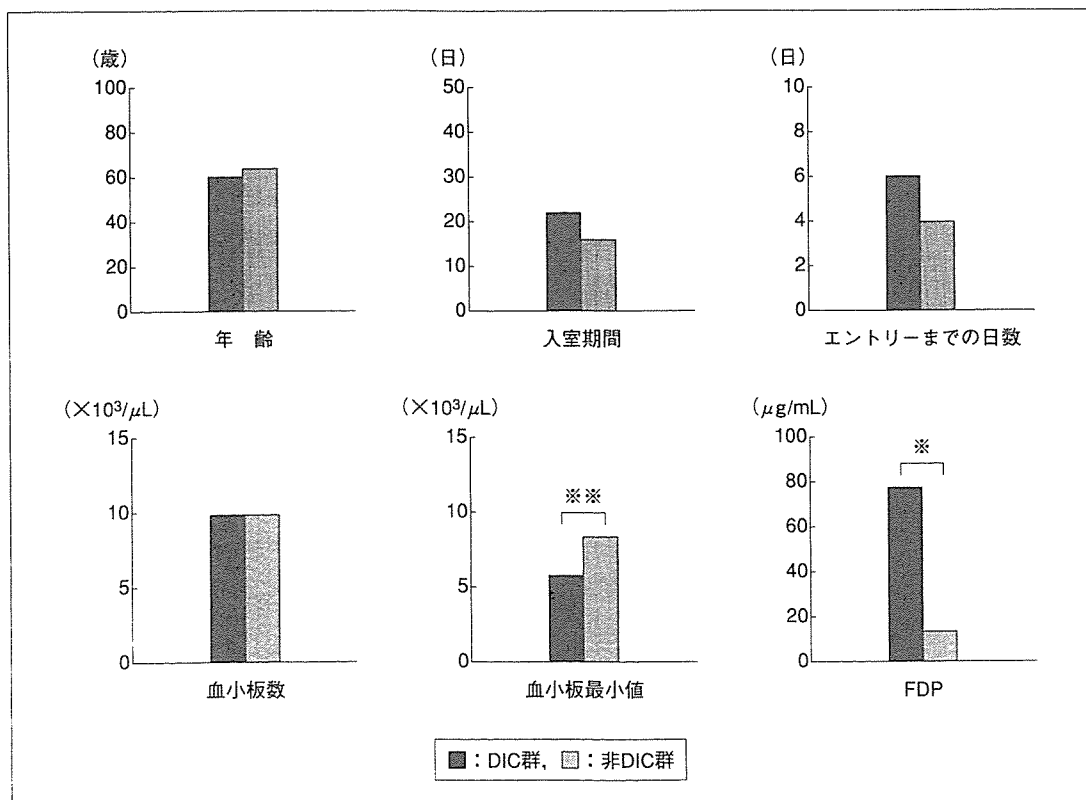 (歳)
100
80
60
40
20
0
年　齢
(日)
50
40
30
20
10
0
入室期間
(日)
10
8
6
4
2
0
エントリーまでの日数
(×10³/μL)
15
10
5
0
血小板数
(×10³/μL)
15
10
5
0
※※
血小板最小値
(μg/mL)
100
80
60
40
20
0
※
FDP
：DIC群，　：非DIC群